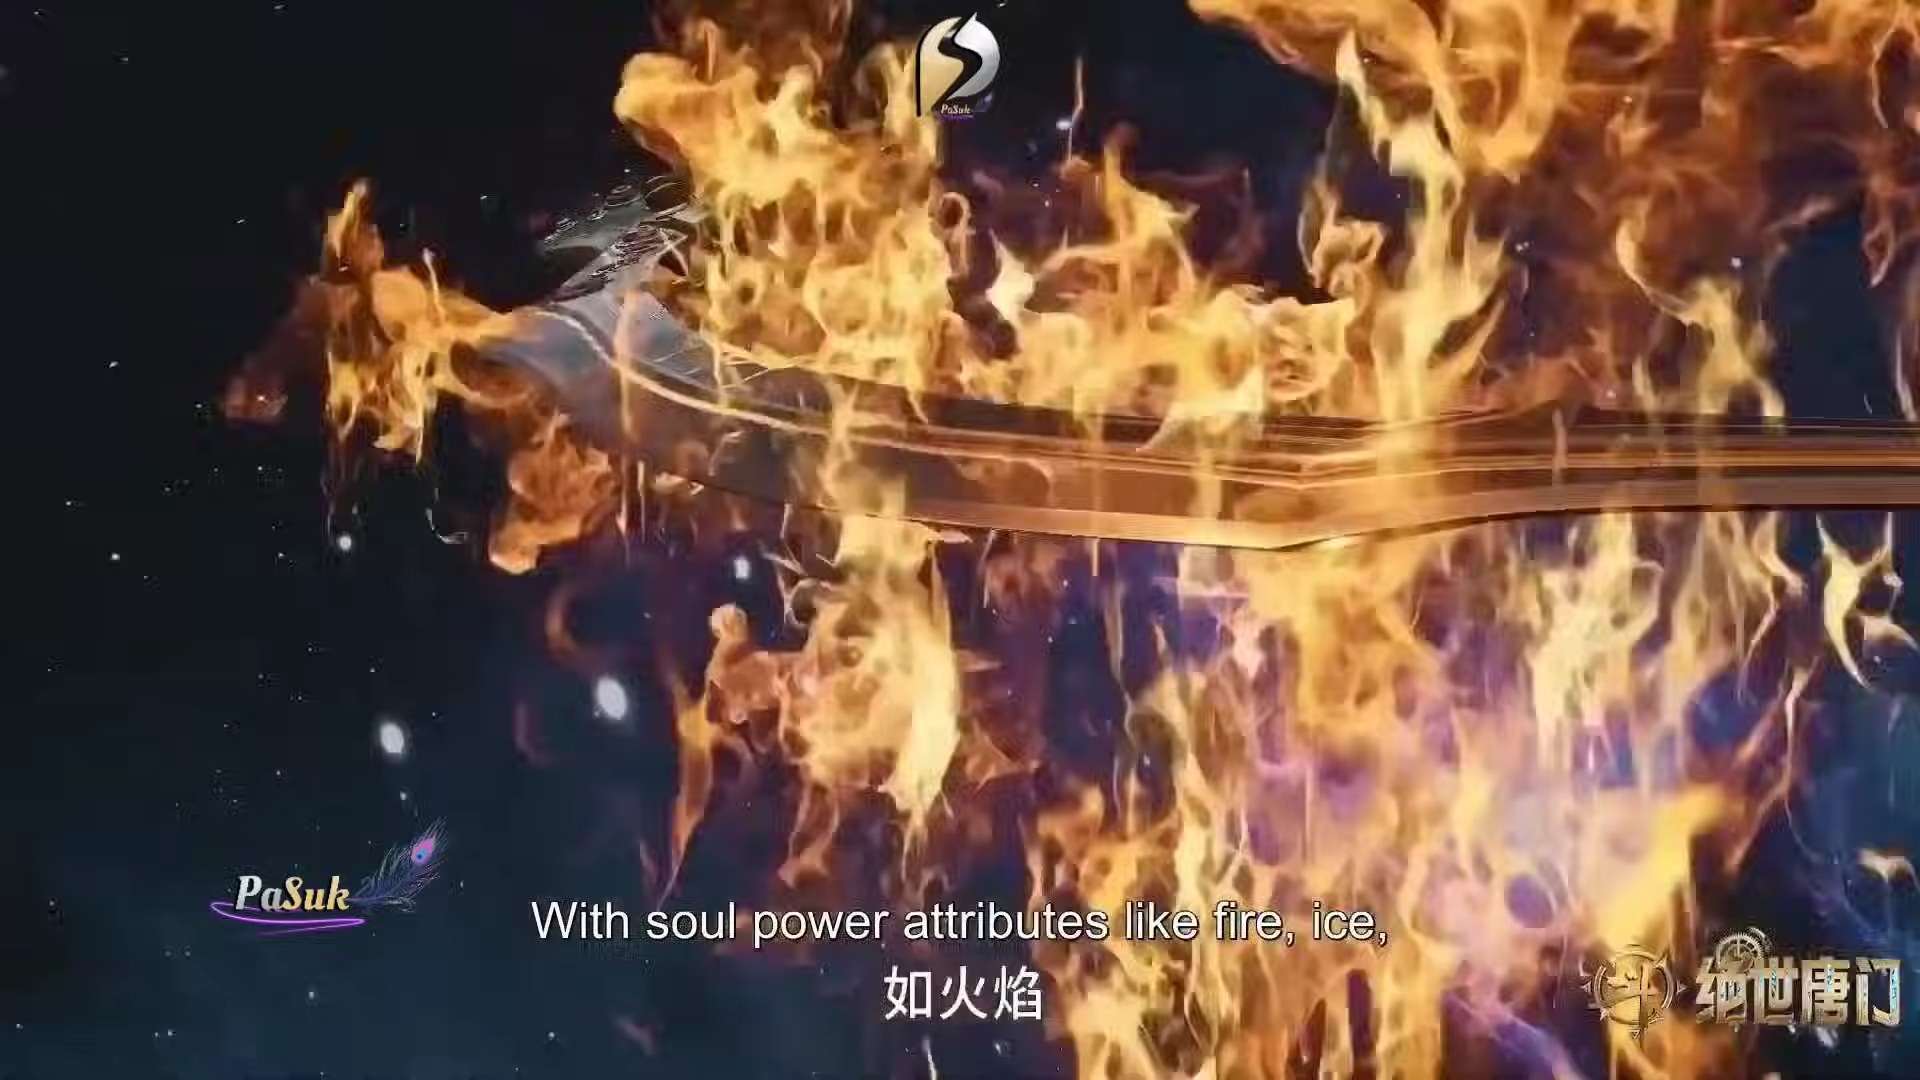 PaSuk
PaSuk
With soul power attributes like fire, ice,
如火焰
斗 绝世唐门